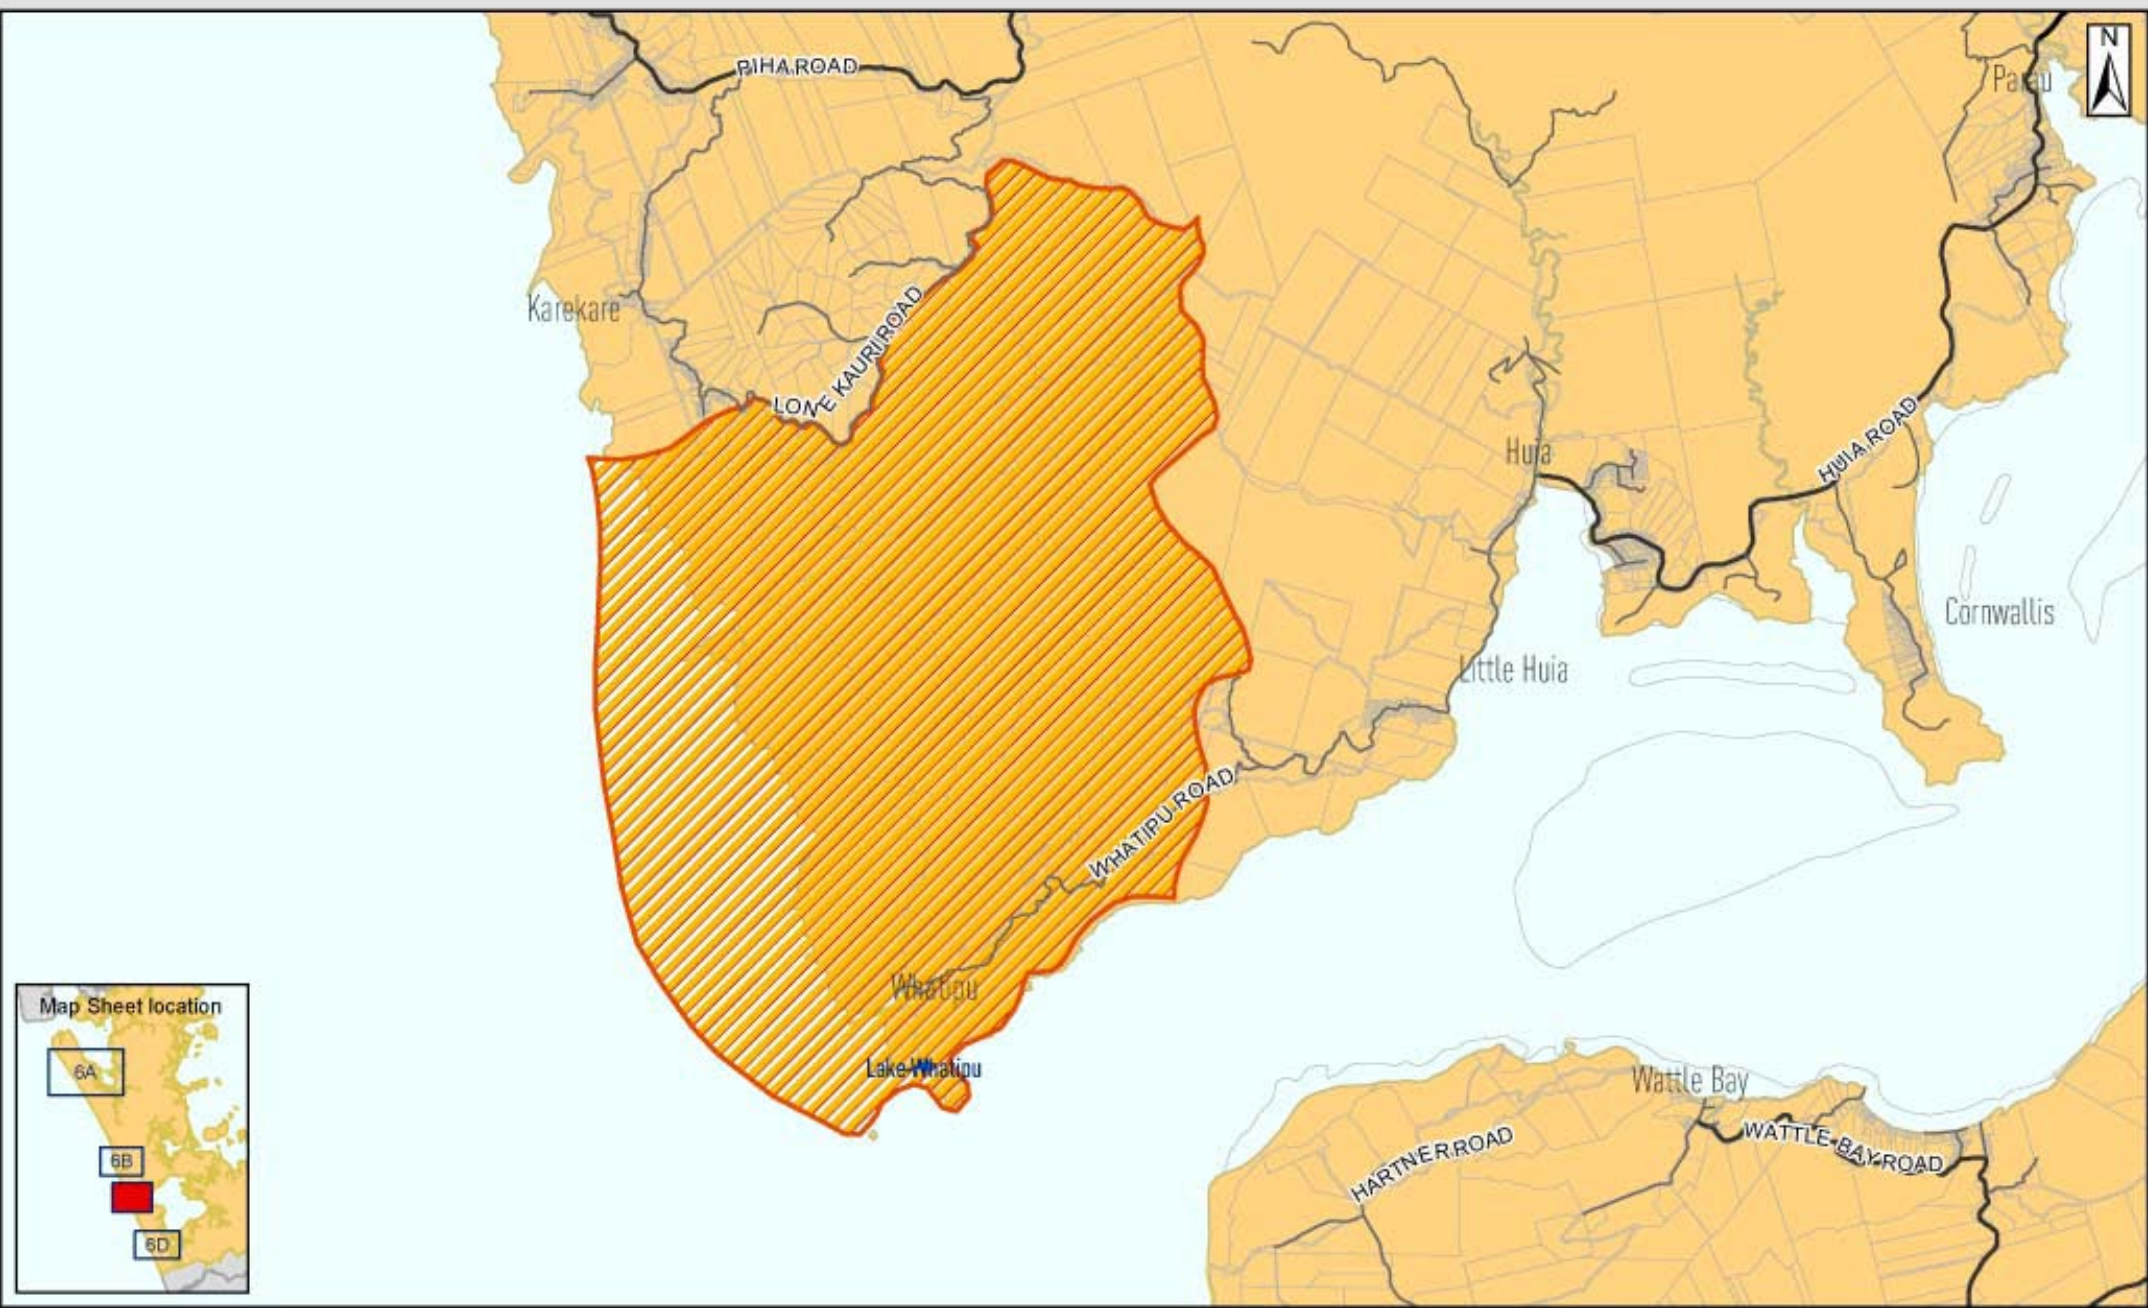 N
PIHA ROAD
Parau
Karekare
LONE KAURI ROAD
HUIA ROAD
Huia
Cornwallis
Little Huia
WHATIPU ROAD
Whatipu
Lake Whatipu
Wattle Bay
HARTNER ROAD
WATTLE BAY ROAD
Map Sheet location
6A
6B
6D